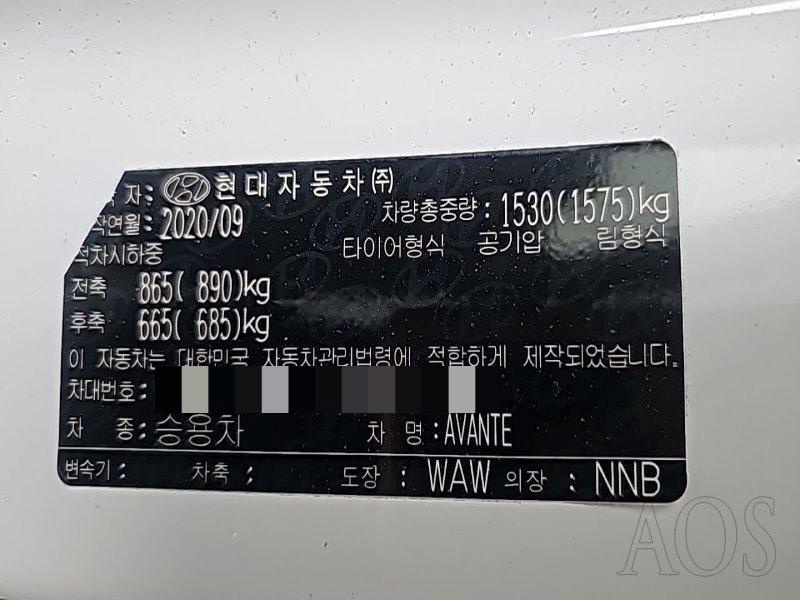 자: 현대자동차㈜
작연월: 2020/09 차량총중량: 1530(1575)kg
적차시하중 타이어형식 공기압 림형식
전축 865( 890)kg
후축 665( 685)kg
이 자동차는 대한민국 자동차관리법령에 적합하게 제작되었습니다.
차대번호:
차 종: 승용차 차 명: AVANTE
변속기: 차축: 도장: WAW 의장: NNB
AOS